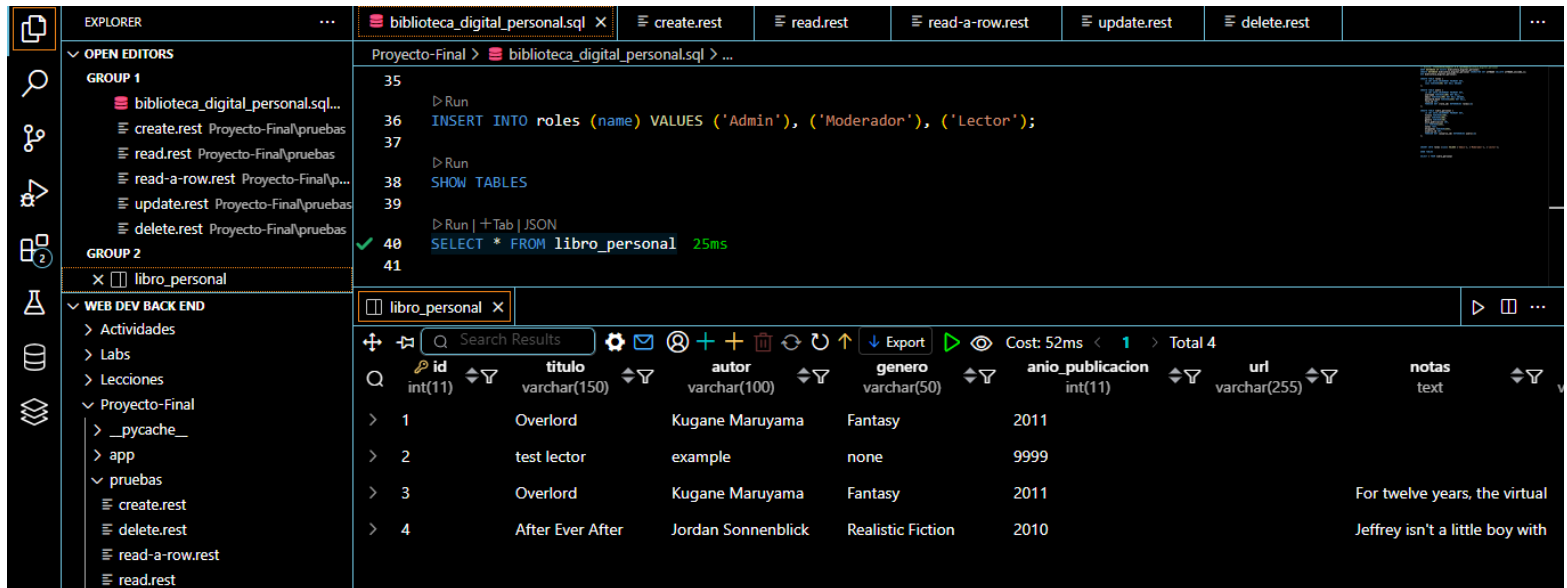 EXPLORER
···
biblioteca_digital_personal.sql
create.rest
read.rest
read-a-row.rest
update.rest
delete.rest
···
OPEN EDITORS
GROUP 1
biblioteca_digital_personal.sql...
create.rest Proyecto-Final\pruebas
read.rest Proyecto-Final\pruebas
read-a-row.rest Proyecto-Final\p...
update.rest Proyecto-Final\pruebas
delete.rest Proyecto-Final\pruebas
GROUP 2
libro_personal
WEB DEV BACK END
Actividades
Labs
Lecciones
Proyecto-Final
__pycache__
app
pruebas
create.rest
delete.rest
read-a-row.rest
read.rest
2
Proyecto-Final > biblioteca_digital_personal.sql > ...
35
Run
36 INSERT INTO roles (name) VALUES ('Admin'), ('Moderador'), ('Lector');
37
Run
38 SHOW TABLES
39
Run | +Tab | JSON
40 SELECT * FROM libro_personal 25ms
41
libro_personal
···
Search Results Export Cost: 52ms < 1 > Total 4
id titulo autor genero anio_publicacion url notas
int(11) varchar(150) varchar(100) varchar(50) int(11) varchar(255) text
1 Overlord Kugane Maruyama Fantasy 2011
2 test lector example none 9999
3 Overlord Kugane Maruyama Fantasy 2011 For twelve years, the virtual
4 After Ever After Jordan Sonnenblick Realistic Fiction 2010 Jeffrey isn't a little boy with